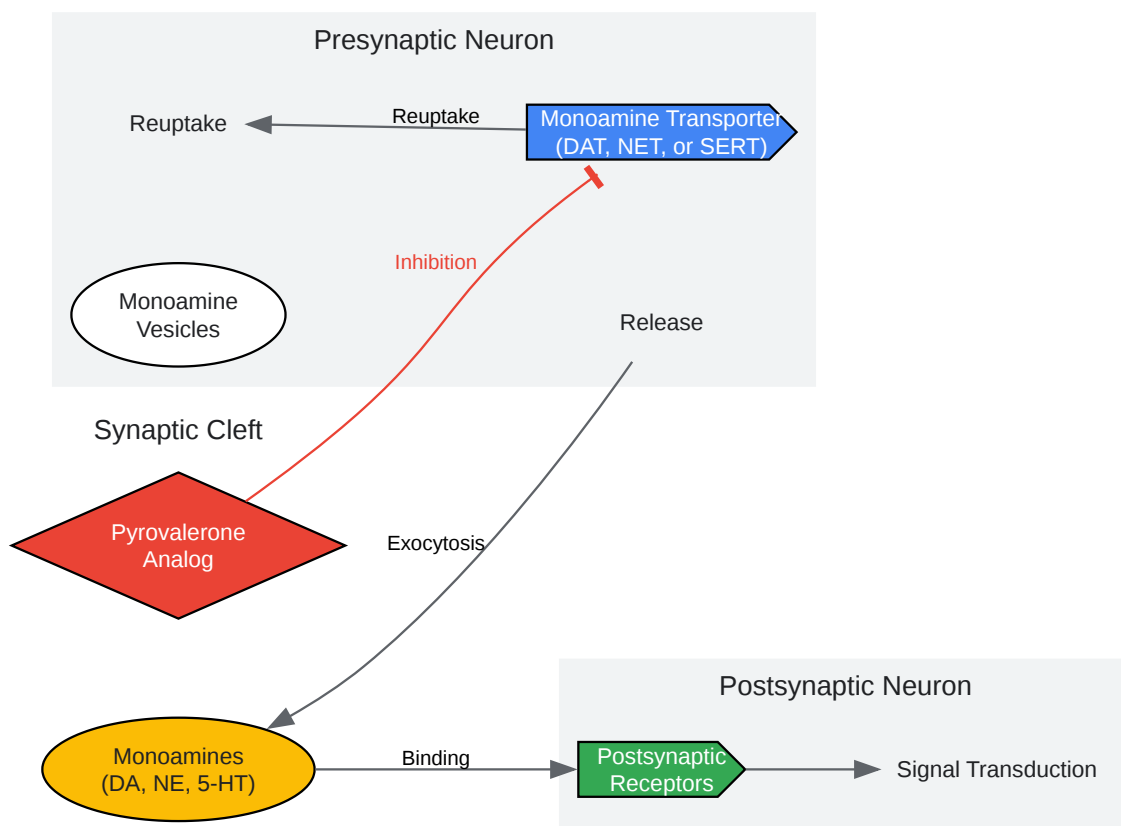 Presynaptic Neuron
Reuptake
Reuptake
Monoamine Transporter
(DAT, NET, or SERT)
Inhibition
Monoamine
Vesicles
Release
Synaptic Cleft
Pyrovalerone
Analog
Exocytosis
Postsynaptic Neuron
Monoamines
(DA, NE, 5-HT)
Binding
Postsynaptic
Receptors
Signal Transduction